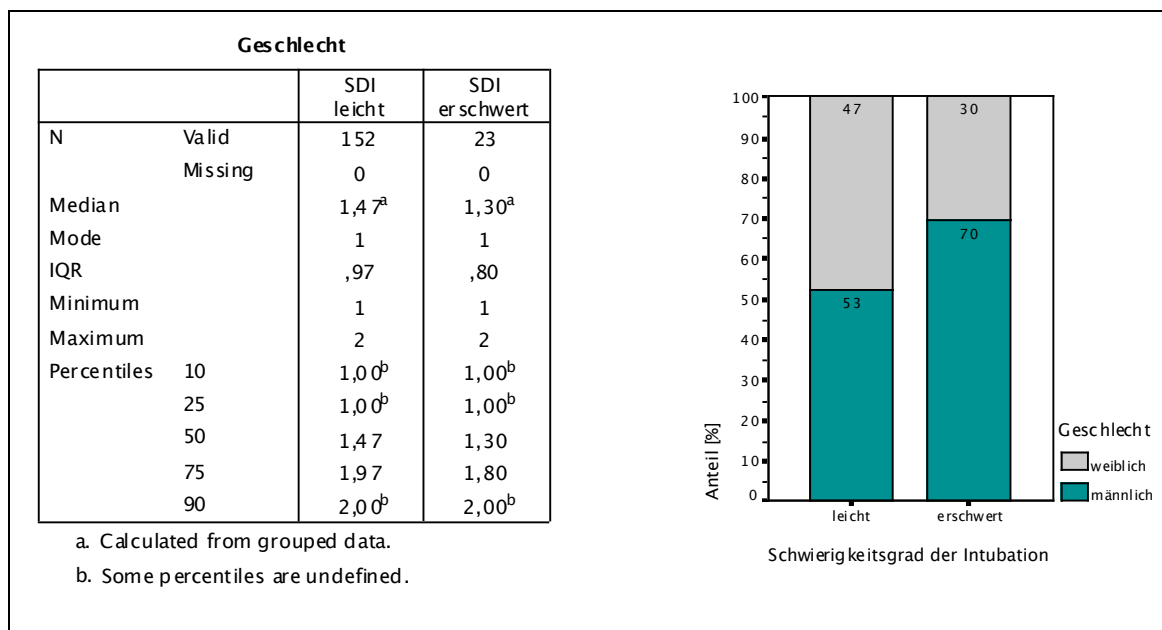 Geschlecht
SDI leicht SDI erschwert
N Valid 152 23
Missing 0 0
Median 1,47a 1,30a
Mode 1 1
IQR ,97 ,80
Minimum 1 1
Maximum 2 2
Percentiles 10 1,00b 1,00b
25 1,00b 1,00b
50 1,47 1,30
75 1,97 1,80
90 2,00b 2,00b
a. Calculated from grouped data.
b. Some percentiles are undefined.
100
90
80
70
60
50
40
30
20
10
0
Anteil [%]
47 30
53 70
leicht erschwert
Schwierigkeitsgrad der Intubation
Geschlecht
weiblich
männlich